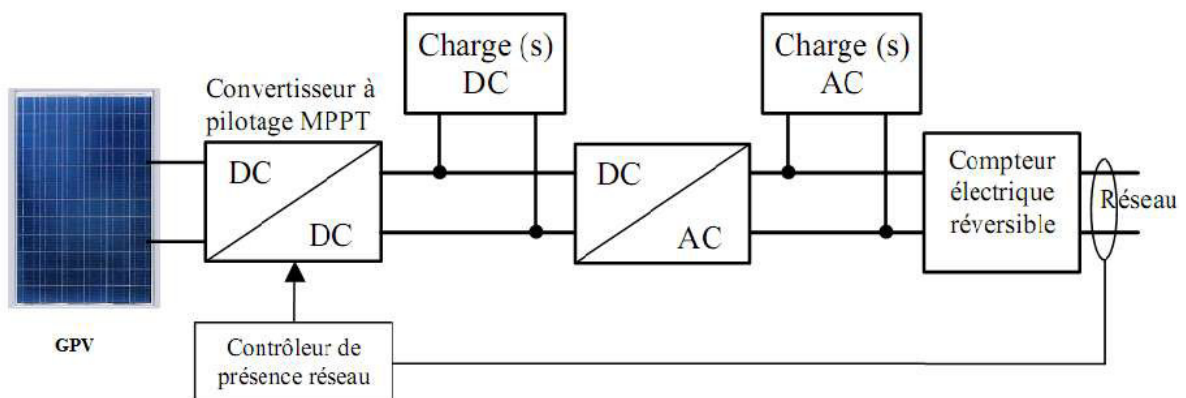 Charge (s)
DC
Charge (s)
AC
Convertisseur à
pilotage MPPT
DC
DC
DC
AC
Compteur
électrique
réversible
Réseau
GPV
Contrôleur de
présence réseau